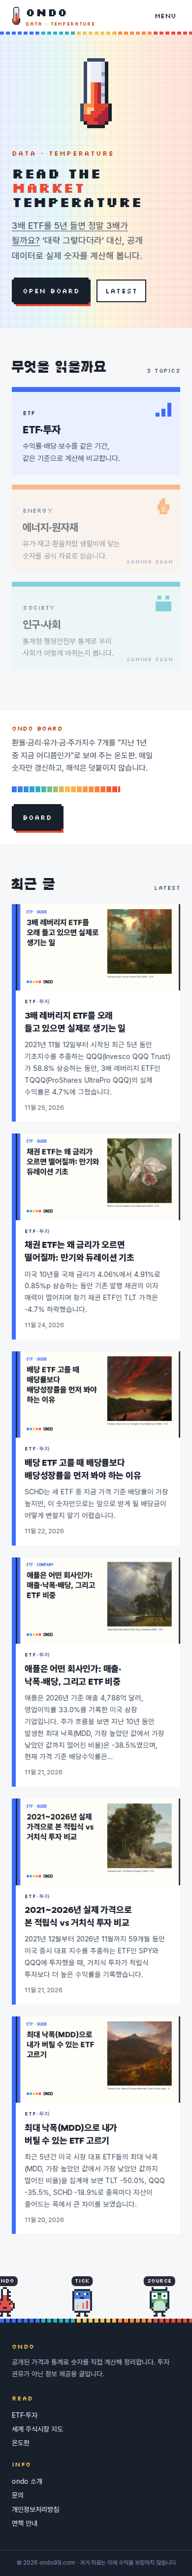 ONDO
DATA · TEMPERATURE
MENU
DATA · TEMPERATURE
READ THE
MARKET
TEMPERATURE
3배 ETF를 5년 들면 정말 3배가
될까요? ‘대략 그렇다더라’ 대신, 공개
데이터로 실제 숫자를 계산해 봅니다.
OPEN BOARD
LATEST
무엇을 읽을까요
3 TOPICS
ETF
ETF·투자
수익률·배당·보수를 같은 기간,
같은 기준으로 계산해 비교합니다.
ENERGY
에너지·원자재
유가·재고·환율처럼 생활비에 닿는
숫자를 공식 자료로 읽습니다.
COMING SOON
SOCIETY
인구·사회
통계청·행정안전부 통계로 우리
사회가 어떻게 바뀌는지 봅니다.
COMING SOON
ONDO BOARD
환율·금리·유가·금·주가지수 7개를 "지난 1년
중 지금 어디쯤인가"로 보여 주는 온도판. 매일
숫자만 갱신하고, 해석은 덧붙이지 않습니다.
BOARD
최근 글
LATEST
ETF · GUIDE
3배 레버리지 ETF를
오래 들고 있으면 실제로
생기는 일
ONDO
ETF·투자
3배 레버리지 ETF를 오래
들고 있으면 실제로 생기는 일
2021년 11월 12일부터 시작된 최근 5년 동안
기초지수를 추종하는 QQQ(Invesco QQQ Trust)
가 58.8% 상승하는 동안, 3배 레버리지 ETF인
TQQQ(ProShares UltraPro QQQ)의 실제
수익률은 4.7%에 그쳤습니다.
11월 25, 2026
ETF · GUIDE
채권 ETF는 왜 금리가
오르면 떨어질까: 만기와
듀레이션 기초
ONDO
ETF·투자
채권 ETF는 왜 금리가 오르면
떨어질까: 만기와 듀레이션 기초
미국 10년물 국채 금리가 4.06%에서 4.91%로
0.85%p 상승하는 동안 기존 발행 채권의 이자
매력이 떨어지며 장기 채권 ETF인 TLT 가격은
-4.7% 하락했습니다.
11월 24, 2026
ETF · GUIDE
배당 ETF 고를 때
배당률보다
배당성장률을 먼저 봐야
하는 이유
ONDO
ETF·투자
배당 ETF 고를 때 배당률보다
배당성장률을 먼저 봐야 하는 이유
SCHD는 세 ETF 중 지금 가격 기준 배당률이 가장
높지만, 이 숫자만으로는 앞으로 받게 될 배당금이
어떻게 변할지 알기 어렵습니다.
11월 22, 2026
ETF · COMPANY
애플은 어떤 회사인가:
매출·낙폭·배당, 그리고
ETF 비중
ONDO
ETF·투자
애플은 어떤 회사인가: 매출·
낙폭·배당, 그리고 ETF 비중
애플은 2026년 기준 매출 4,788억 달러,
영업이익률 33.0%를 기록한 미국 상장
기업입니다. 주가 흐름을 보면 지난 10년 동안
발생한 최대 낙폭(MDD, 가장 높았던 값에서 가장
낮았던 값까지 떨어진 비율)은 -38.5%였으며,
현재 가격 기준 배당수익률은…
11월 21, 2026
ETF · GUIDE
2021~2026년 실제
가격으로 본 적립식 vs
거치식 투자 비교
ONDO
ETF·투자
2021~2026년 실제 가격으로
본 적립식 vs 거치식 투자 비교
2021년 12월부터 2026년 11월까지 59개월 동안
미국 증시 대표 지수를 추종하는 ETF인 SPY와
QQQ에 투자했을 때, 거치식 투자가 적립식
투자보다 더 높은 수익률을 기록했습니다.
11월 21, 2026
ETF · GUIDE
최대 낙폭(MDD)으로
내가 버틸 수 있는 ETF
고르기
ONDO
ETF·투자
최대 낙폭(MDD)으로 내가
버틸 수 있는 ETF 고르기
최근 5년간 미국 시장 대표 ETF들의 최대 낙폭
(MDD, 가장 높았던 값에서 가장 낮았던 값까지
떨어진 비율)을 집계해 보면 TLT -50.0%, QQQ
-35.5%, SCHD -18.9%로 종목마다 자산이
줄어드는 폭에서 큰 차이를 보였습니다.
11월 20, 2026
NDO
TICK
SOURCE
ONDO
공개된 가격과 통계로 숫자를 직접 계산해 정리합니다. 투자
권유가 아닌 정보 제공용 글입니다.
READ
ETF·투자
세계 주식시장 지도
온도판
INFO
ondo 소개
문의
개인정보처리방침
면책 안내
© 2026 ondo99.com · 과거 자료는 미래 수익을 보장하지 않습니다